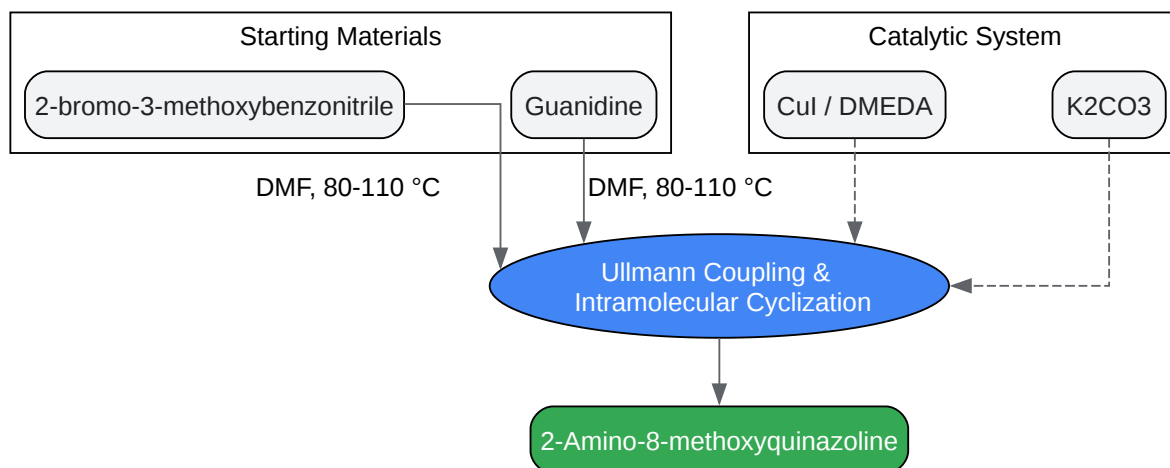 Starting Materials
Catalytic System
2-bromo-3-methoxybenzonitrile
Guanidine
CuI / DMEDA
K2CO3
DMF, 80-110 °C
DMF, 80-110 °C
Ullmann Coupling &
Intramolecular Cyclization
2-Amino-8-methoxyquinazoline